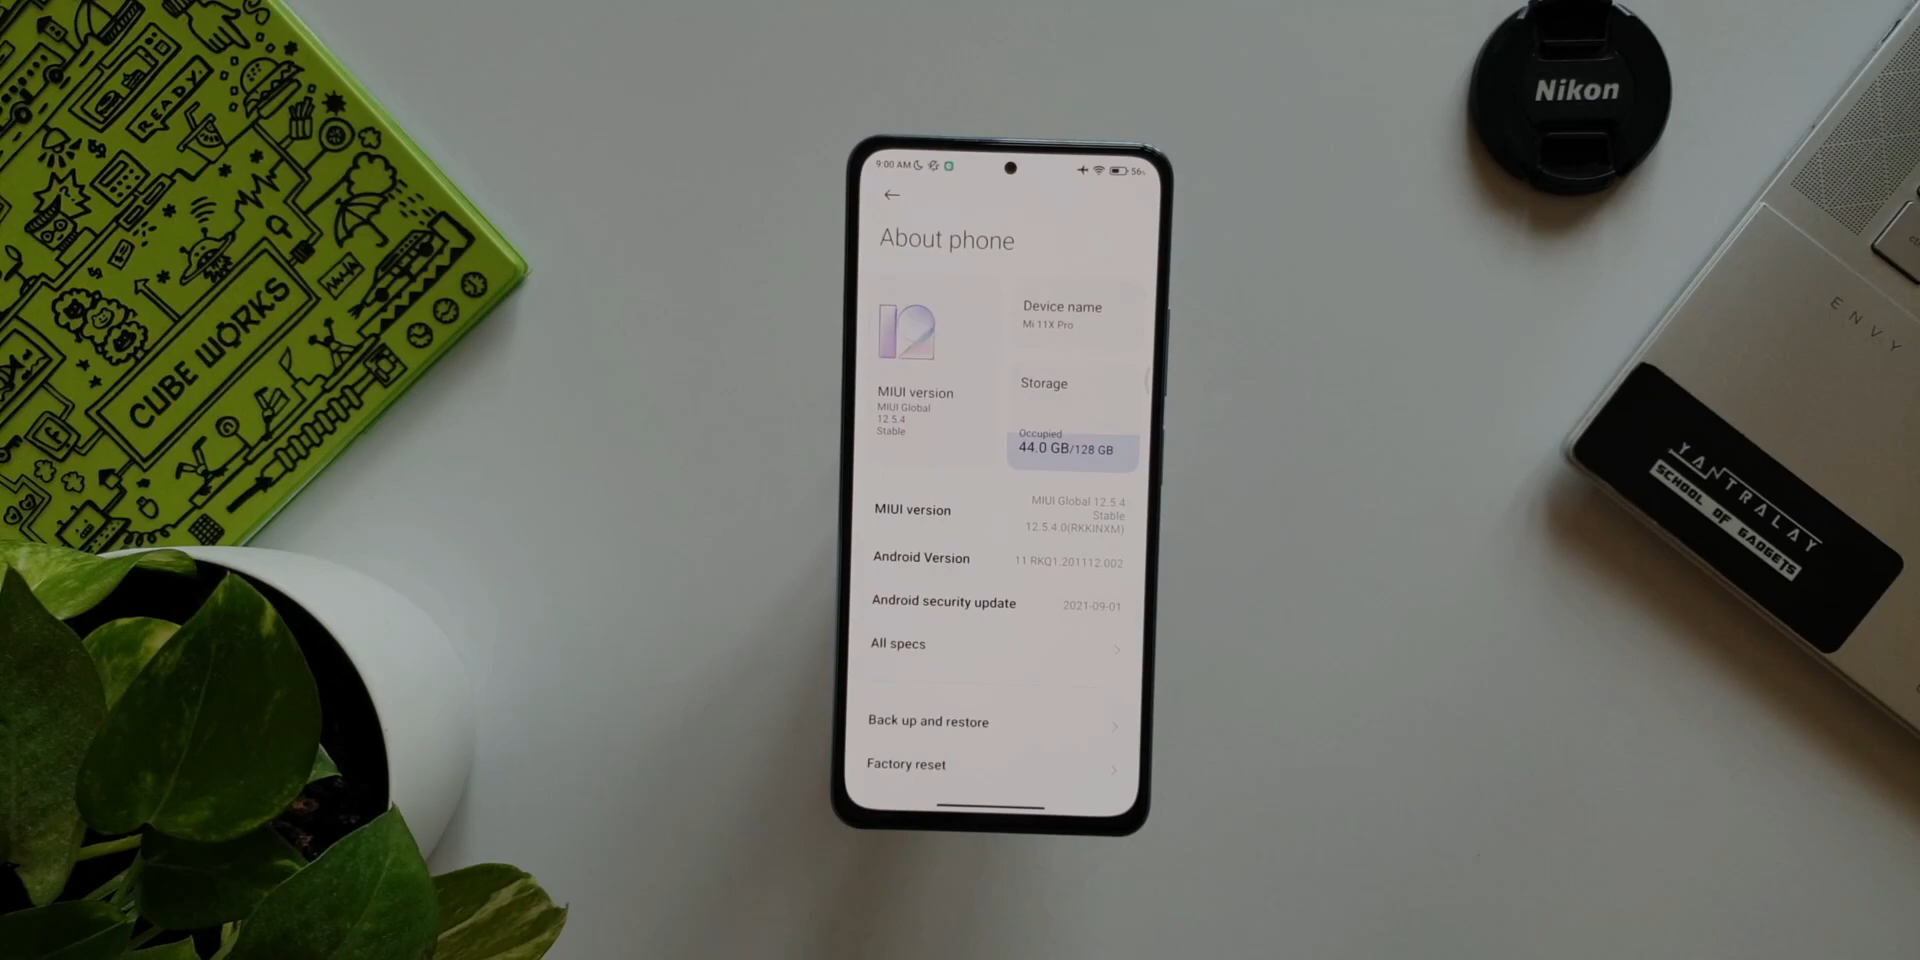 READY
CUBE WORKS
Nikon
ENVY
YANTRALAY
SCHOOL OF GADGETS
9:00 AM
56%
About phone
MIUI version
MIUI Global
12.5.4
Stable
Device name
Mi 11X Pro
Storage
Occupied
44.0 GB/128 GB
MIUI version
MIUI Global 12.5.4
Stable
12.5.4.0(RKKINXM)
Android Version
11 RKQ1.201112.002
Android security update
2021-09-01
All specs
Back up and restore
Factory reset